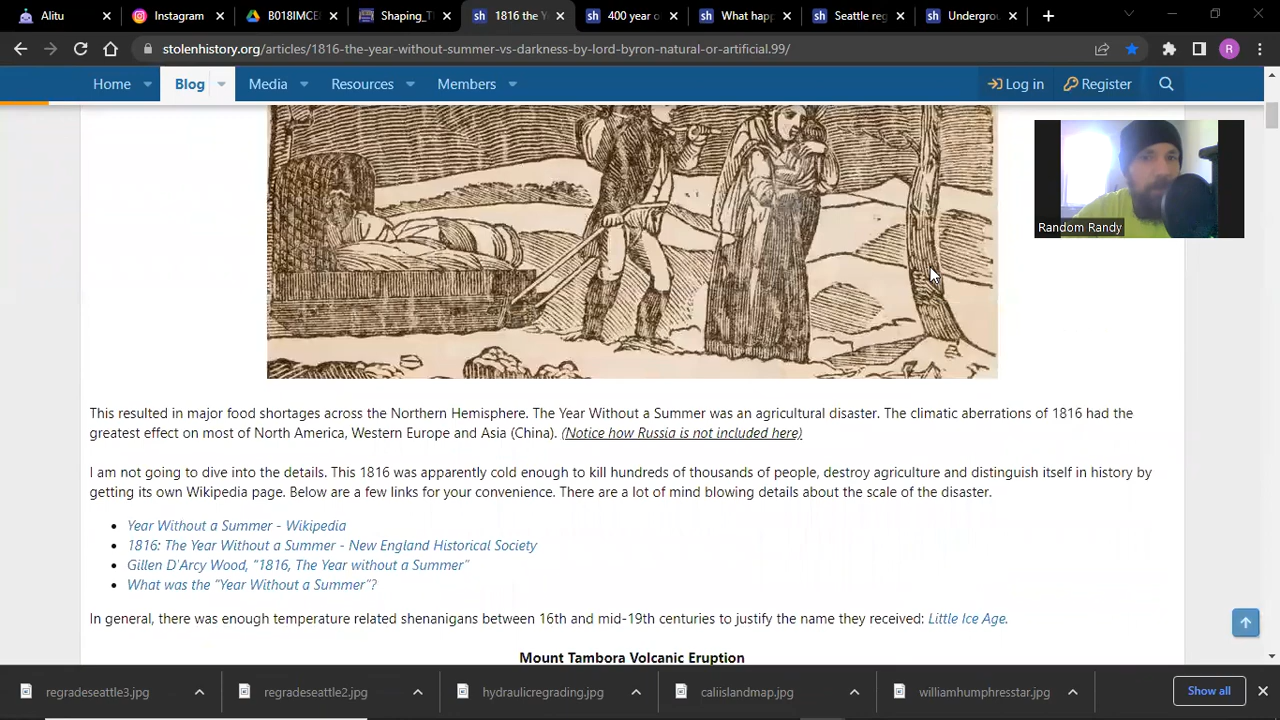 Alitu
Instagram
B018IMCE
Shaping_T
1816 the Y
400 year o
What hap
Seattle re
Undergro
stolenhistory.org/articles/1816-the-year-without-summer-vs-darkness-by-lord-byron-natural-or-artificial.99/
R
Home
Blog
Media
Resources
Members
Log in
Register
Random Randy
This resulted in major food shortages across the Northern Hemisphere. The Year Without a Summer was an agricultural disaster. The climatic aberrations of 1816 had the
greatest effect on most of North America, Western Europe and Asia (China). (Notice how Russia is not included here)
I am not going to dive into the details. This 1816 was apparently cold enough to kill hundreds of thousands of people, destroy agriculture and distinguish itself in history by
getting its own Wikipedia page. Below are a few links for your convenience. There are a lot of mind blowing details about the scale of the disaster.
Year Without a Summer - Wikipedia
1816: The Year Without a Summer - New England Historical Society
Gillen D'Arcy Wood, "1816, The Year without a Summer"
What was the "Year Without a Summer"?
In general, there was enough temperature related shenanigans between 16th and mid-19th centuries to justify the name they received: Little Ice Age.
Mount Tambora Volcanic Eruption
regradeseattle3.jpg
regradeseattle2.jpg
hydraulicregrading.jpg
caliislandmap.jpg
williamhumphresstar.jpg
Show all